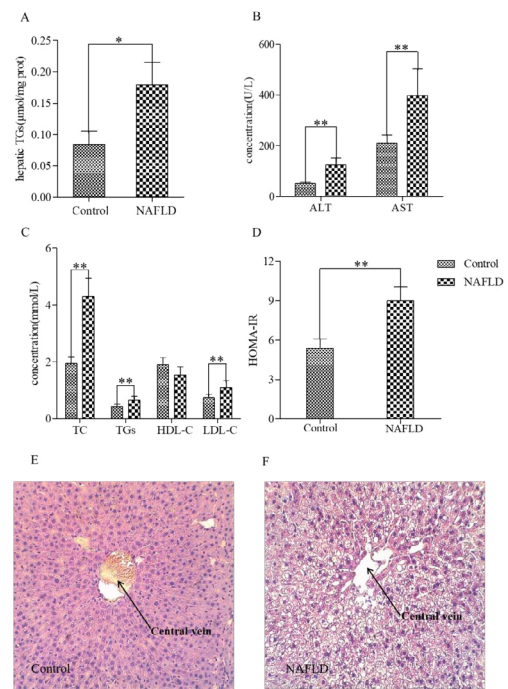 A
hepatic TGs(μmol/mg prot)
0.25
0.20
0.15
0.10
0.05
0.00
*
Control NAFLD
B
concentration(U/L)
600
400
200
0
**
**
ALT AST
C
concentration(mmol/L)
6
4
2
0
**
**
**
TC TGs HDL-C LDL-C
D
HOMA-IR
12
9
6
3
0
**
Control NAFLD
Control
NAFLD
E
Central vein
Control
F
Central vein
NAFLD